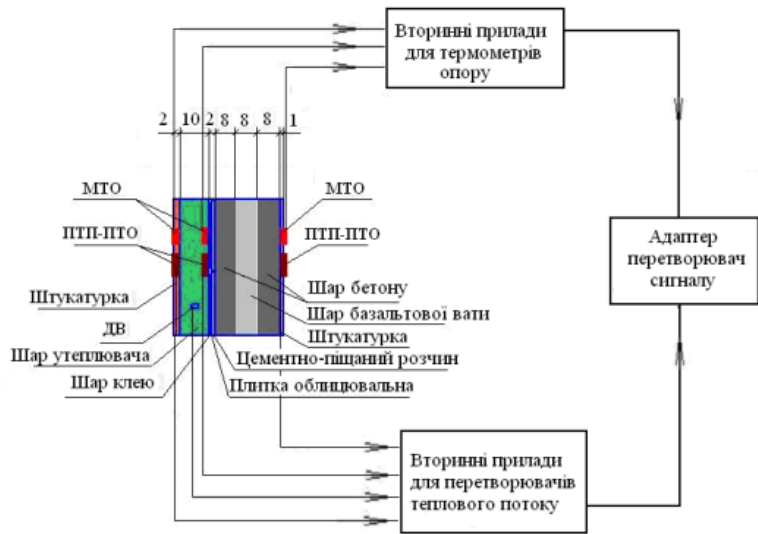 Вторинні прилади
для термометрів
опору
2 10 2 8 8 8 1
МТО
МТО
ПТП-ПТО
ПТП-ПТО
Адаптер
перетворювач
сигналу
Штукатурка
Шар бетону
Шар базальтової вати
ДВ
Штукатурка
Шар утеплювача
Цементно-піщаний розчин
Шар клею
Плитка облицювальна
Вторинні прилади
для перетворювачів
теплового потоку